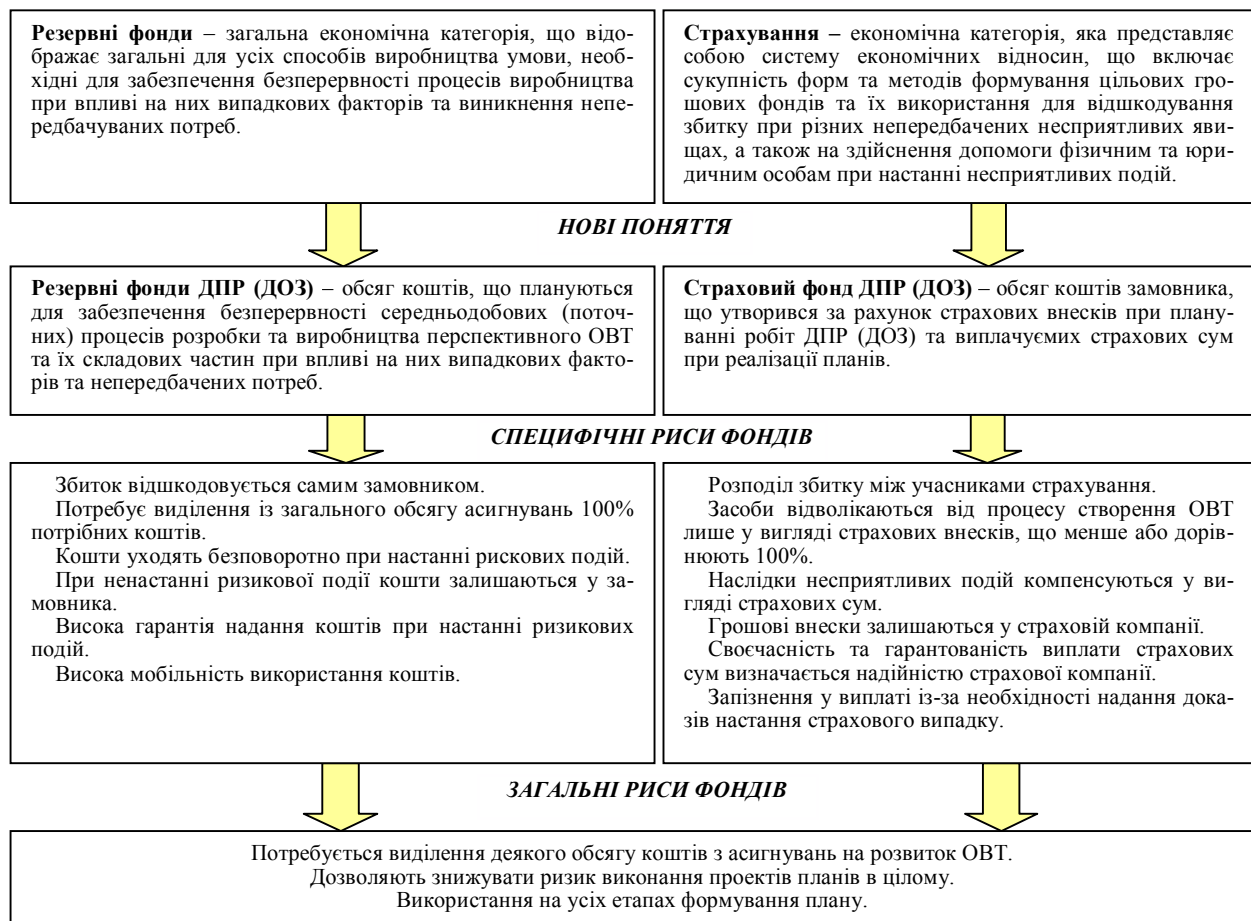 Резервні фонди – загальна економічна категорія, що відо-
бражає загальні для усіх способів виробництва умови, необ-
хідні для забезпечення безперервності процесів виробництва
при впливі на них випадкових факторів та виникнення непе-
редбачуваних потреб.
Страхування – економічна категорія, яка представляє
собою систему економічних відносин, що включає
сукупність форм та методів формування цільових гро-
шових фондів та їх використання для відшкодування
збитку при різних непередбачених несприятливих яви-
щах, а також на здійснення допомоги фізичним та юри-
дичним особам при настанні несприятливих подій.
НОВІ ПОНЯТТЯ
Резервні фонди ДПР (ДОЗ) – обсяг коштів, що плануються
для забезпечення безперервності середньодобових (поточ-
них) процесів розробки та виробництва перспективного ОВТ
та їх складових частин при впливі на них випадкових факто-
рів та непередбачених потреб.
Страховий фонд ДПР (ДОЗ) – обсяг коштів замовника,
що утворився за рахунок страхових внесків при плану-
ванні робіт ДПР (ДОЗ) та виплачуємих страхових сум
при реалізації планів.
СПЕЦИФІЧНІ РИСИ ФОНДІВ
Збиток відшкодовується самим замовником.
Потребує виділення із загального обсягу асигнувань 100%
потрібних коштів.
Кошти уходять безповоротно при настанні рискових подій.
При ненастанні ризикової події кошти залишаються у за-
мовника.
Висока гарантія надання коштів при настанні ризикових
подій.
Висока мобільність використання коштів.
Розподіл збитку між учасниками страхування.
Засоби відволікаються від процесу створення ОВТ
лише у вигляді страхових внесків, що менше або дорів-
нюють 100%.
Наслідки несприятливих подій компенсуються у ви-
гляді страхових сум.
Грошові внески залишаються у страховій компанії.
Своєчасність та гарантованість виплати страхових
сум визначається надійністю страхової компанії.
Запізнення у виплаті із-за необхідності надання дока-
зів настання страхового випадку.
ЗАГАЛЬНІ РИСИ ФОНДІВ
Потребується виділення деякого обсягу коштів з асигнувань на розвиток ОВТ.
Дозволяють знижувати ризик виконання проектів планів в цілому.
Використання на усіх етапах формування плану.